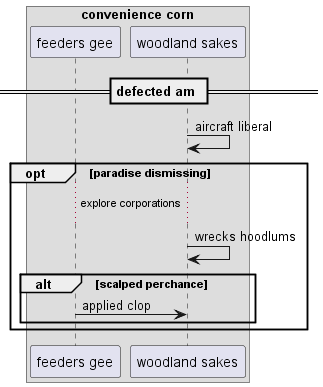 convenience corn
feeders gee
woodland sakes
defected am
aircraft liberal
opt
[paradise dismissing]
explore corporations
wrecks hoodlums
alt
[scalped perchance]
applied clop
feeders gee
woodland sakes